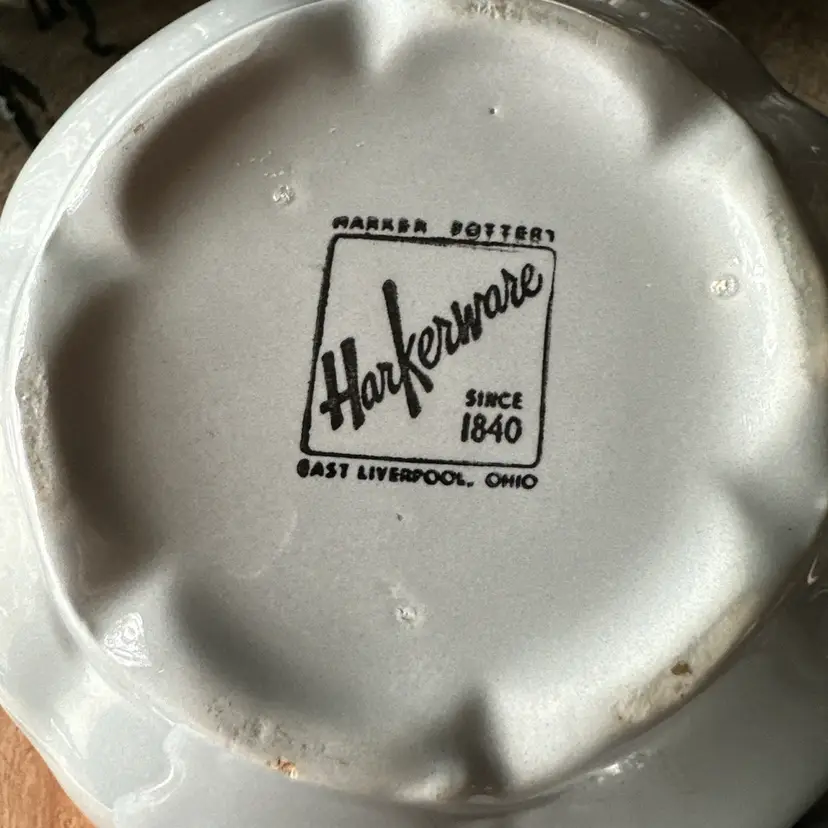 HARKER POTTERY
Harkerware
SINCE
1840
EAST LIVERPOOL, OHIO